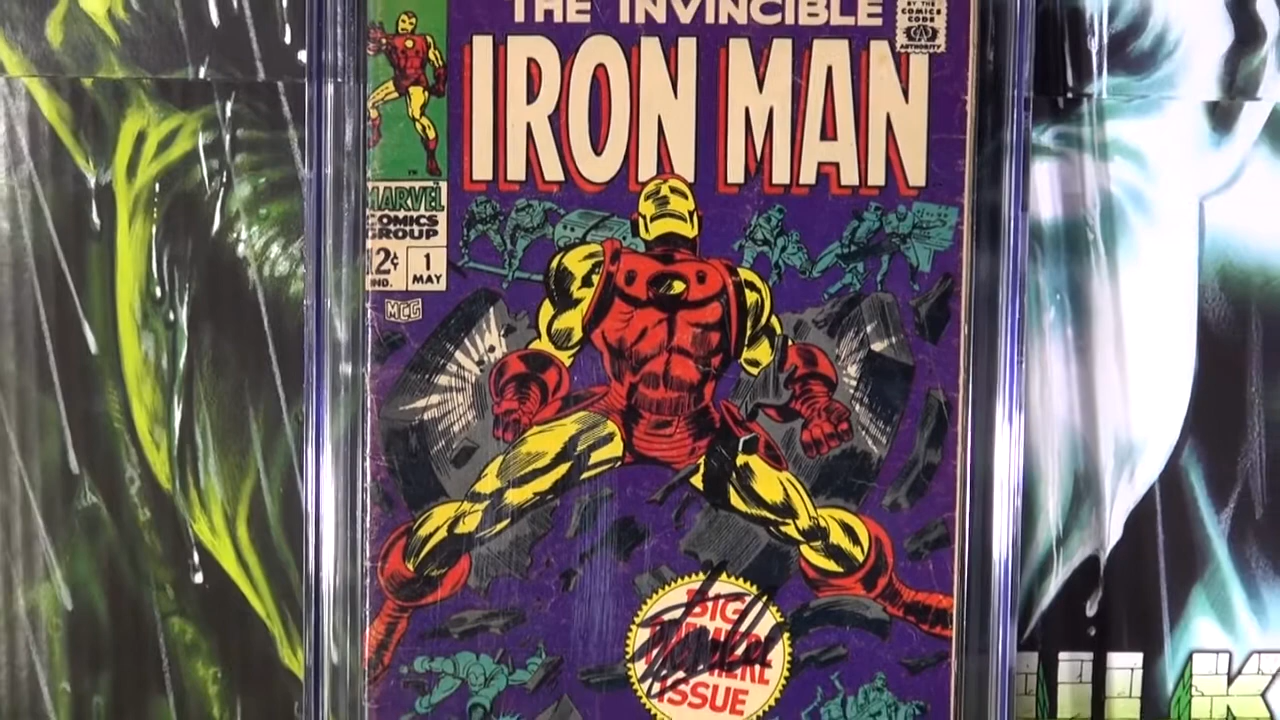 THE INVINCIBLE
IRON MAN
BY THE
COMICS
CODE
AUTHORITY
MARVEL
COMICS
GROUP
12¢
IND.
1
MAY
MCG
BIG
PREMIERE
ISSUE
HULK